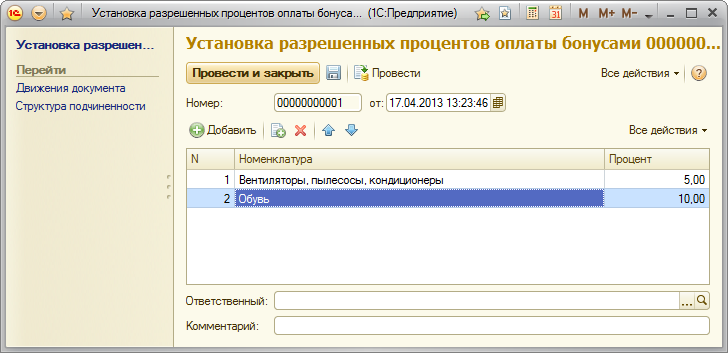 Установка разрешенных процентов оплаты бонуса... (1С:Предприятие)
M M+ M-
Установка разрешен...
Перейти
Движения документа
Структура подчиненности
Установка разрешенных процентов оплаты бонусами 000000...
Провести и закрыть Провести Все действия
Номер: 00000000001 от: 17.04.2013 13:23:46
Добавить Все действия
N Номенклатура Процент
1 Вентиляторы, пылесосы, кондиционеры 5,00
2 Обувь 10,00
Ответственный: ...
Комментарий: